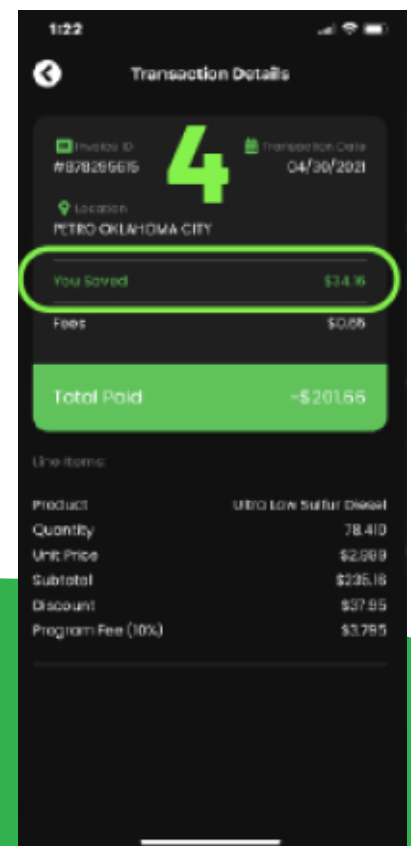 1:22
Transaction Details
Invoice ID
Transaction Date
4
#878285615
04/30/2021
Location
PETRO OKLAHOMA CITY
You Saved $34.16
Fees $0.65
Total Paid -$201.66
Line Items:
Product Ultra Low Sulfur Diesel
Quantity 78.410
Unit Price $2.999
Subtotal $235.16
Discount $37.95
Program Fee (10%) $3.795